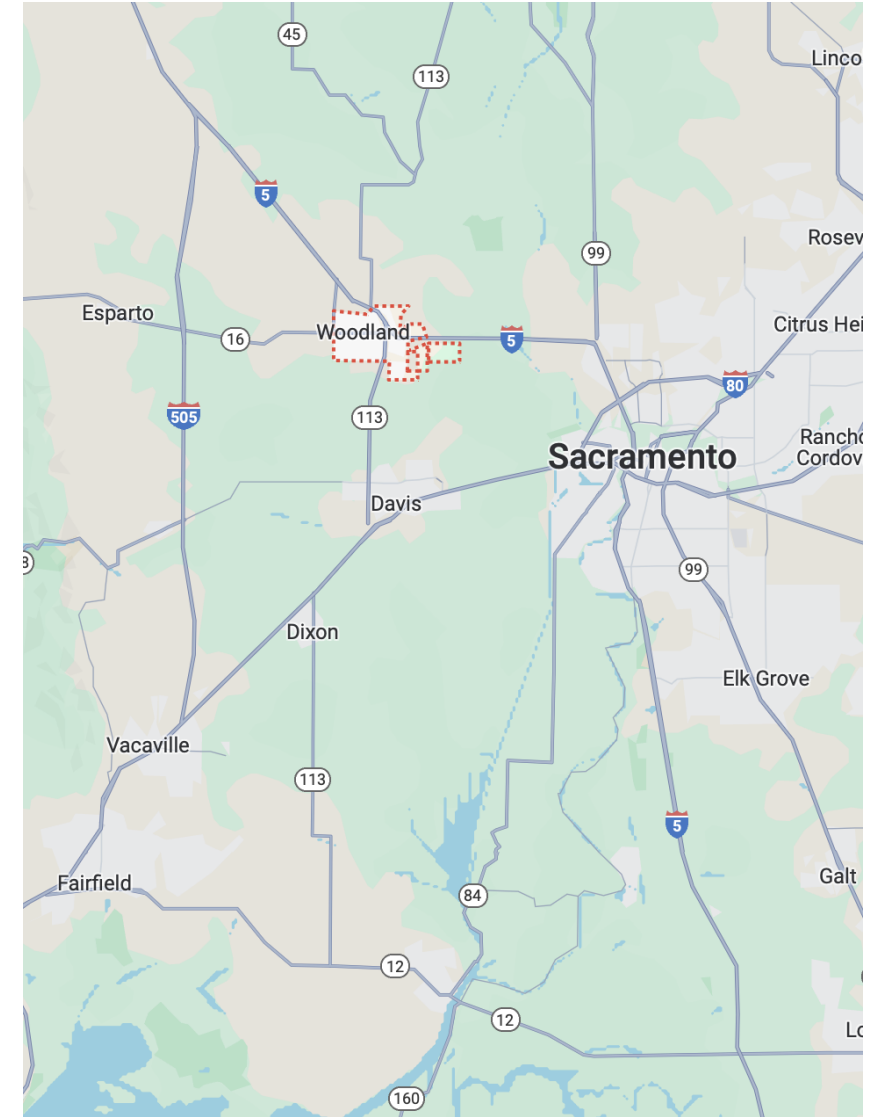 45
Linco
113
5
Rosev
99
Esparto
Citrus Hei
Woodland
16
5
80
505
113
Rancho
Cordov
Sacramento
Davis
99
Dixon
Elk Grove
Vacaville
113
5
Galt
Fairfield
84
12
12
Lo
160